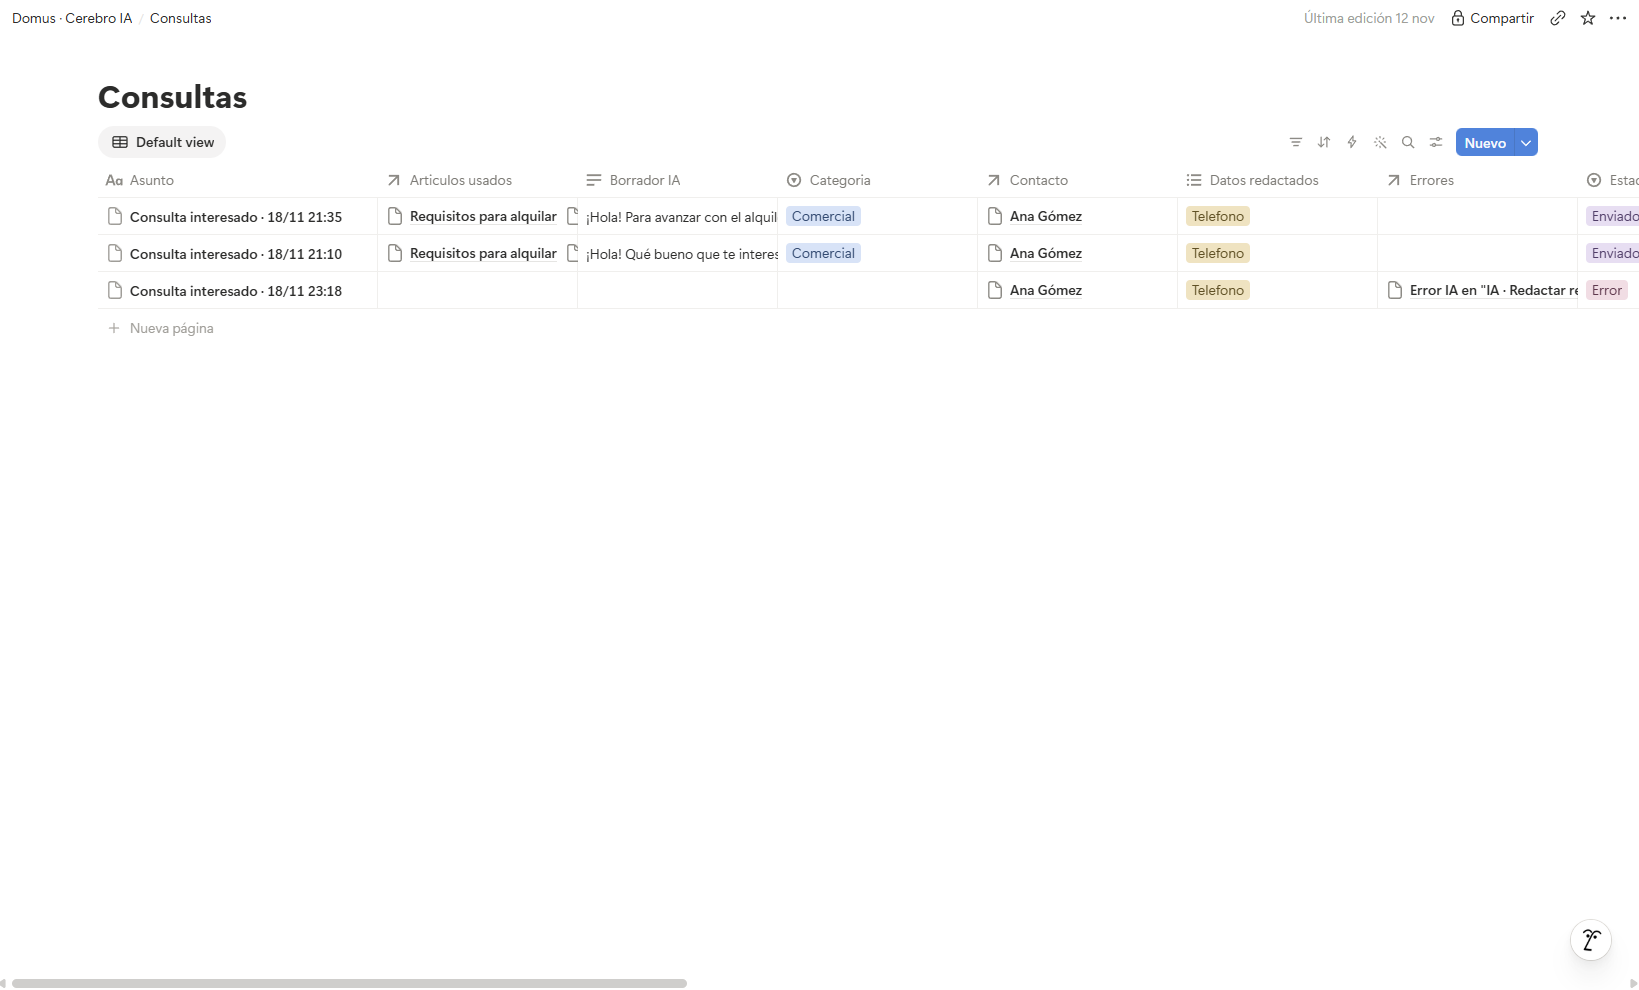 Domus · Cerebro IA / Consultas
Última edición 12 nov
Compartir
Consultas
Default view
Nuevo
Aa Asunto
Articulos usados
Borrador IA
Categoria
Contacto
Datos redactados
Errores
Estad
Consulta interesado · 18/11 21:35
Requisitos para alquilar
¡Hola! Para avanzar con el alquil
Comercial
Ana Gómez
Telefono
Enviado
Consulta interesado · 18/11 21:10
Requisitos para alquilar
¡Hola! Qué bueno que te interes
Comercial
Ana Gómez
Telefono
Enviado
Consulta interesado · 18/11 23:18
Ana Gómez
Telefono
Error IA en "IA · Redactar re
Error
Nueva página